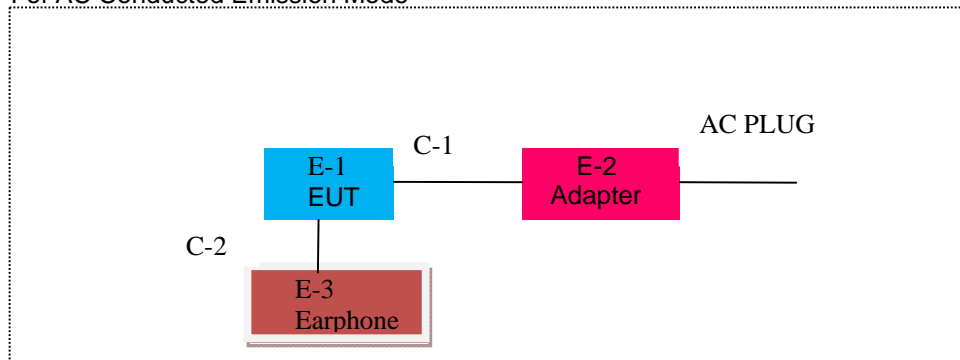 For AC Conducted Emission Mode
AC PLUG
C-1
E-1
EUT
E-2
Adapter
C-2
E-3
Earphone